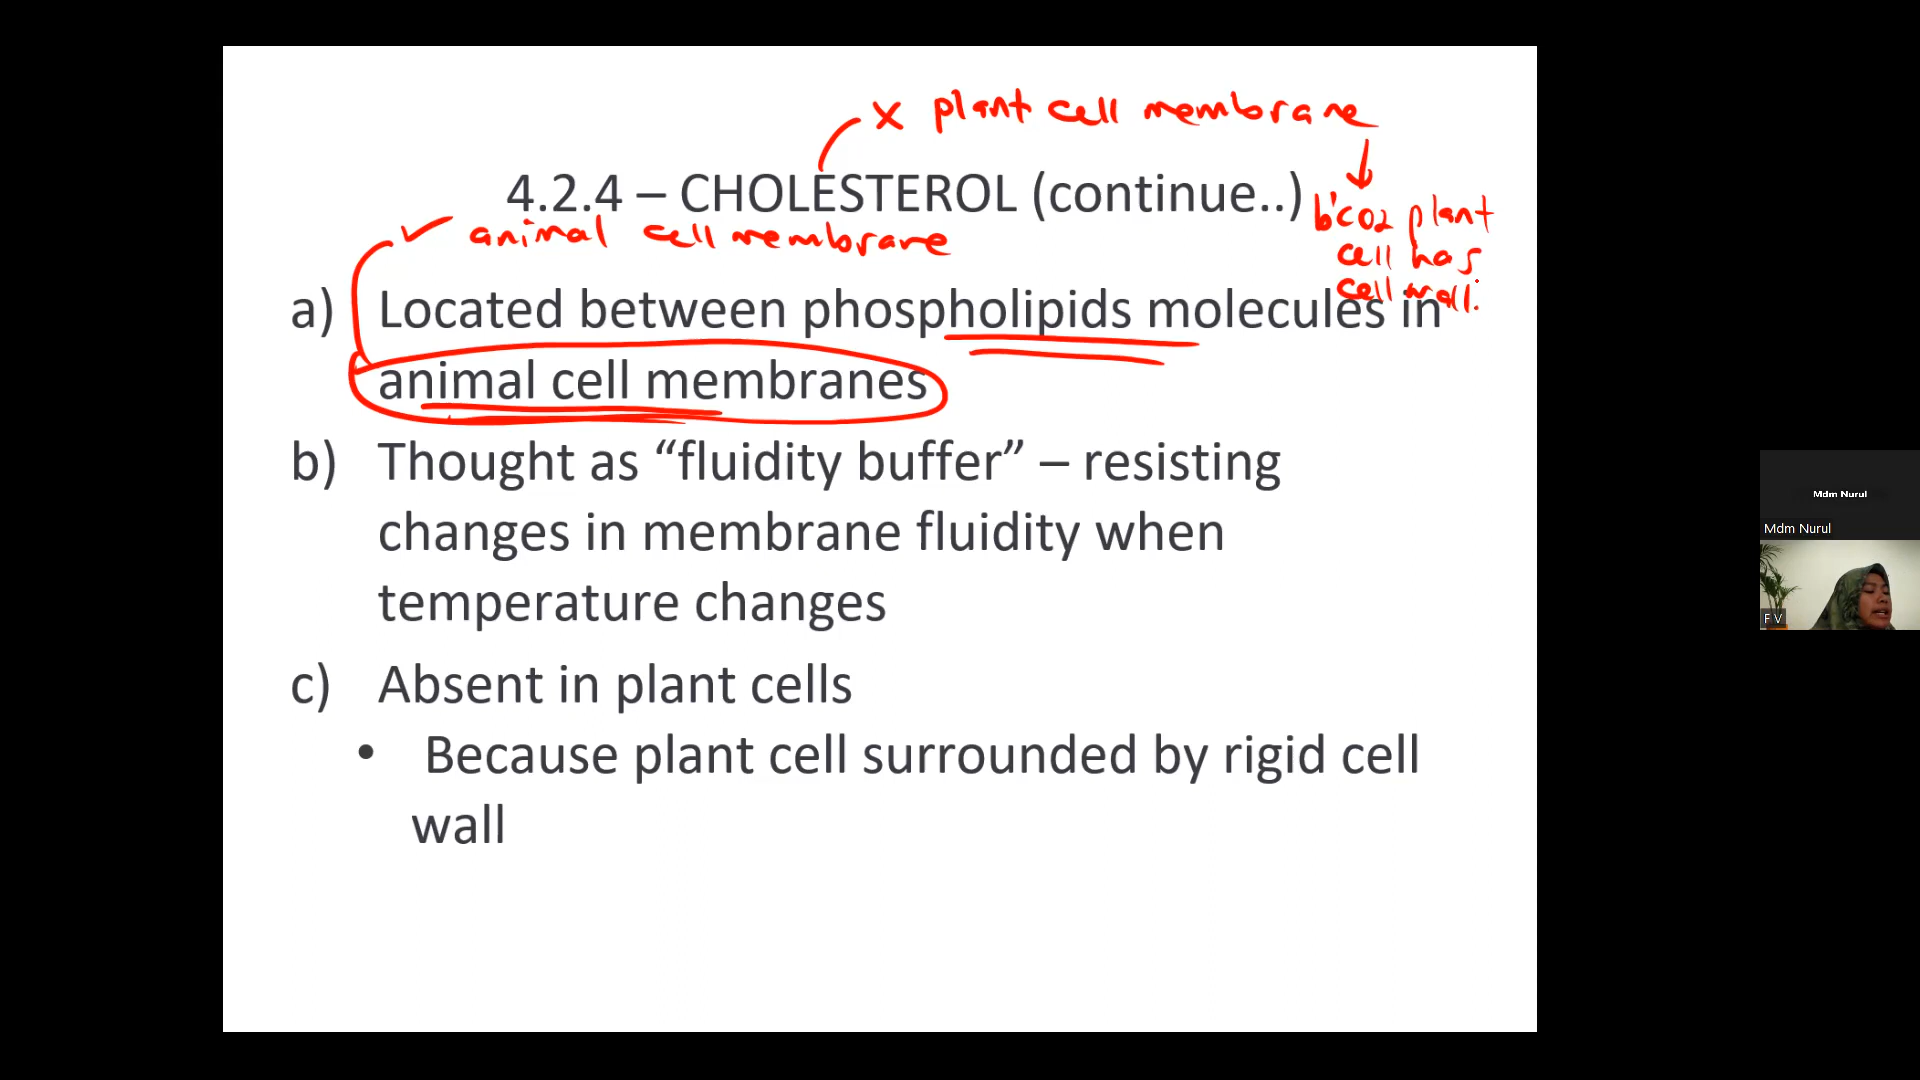 x plant cell membrane
4.2.4 – CHOLESTEROL (continue..)
b'coz plant
cell has
cell wall.
✓ animal cell membrane
a) Located between phospholipids molecules in
animal cell membranes
b) Thought as “fluidity buffer” – resisting
changes in membrane fluidity when
temperature changes
c) Absent in plant cells
• Because plant cell surrounded by rigid cell
wall
Mdm Nurul
Mdm Nurul
F V